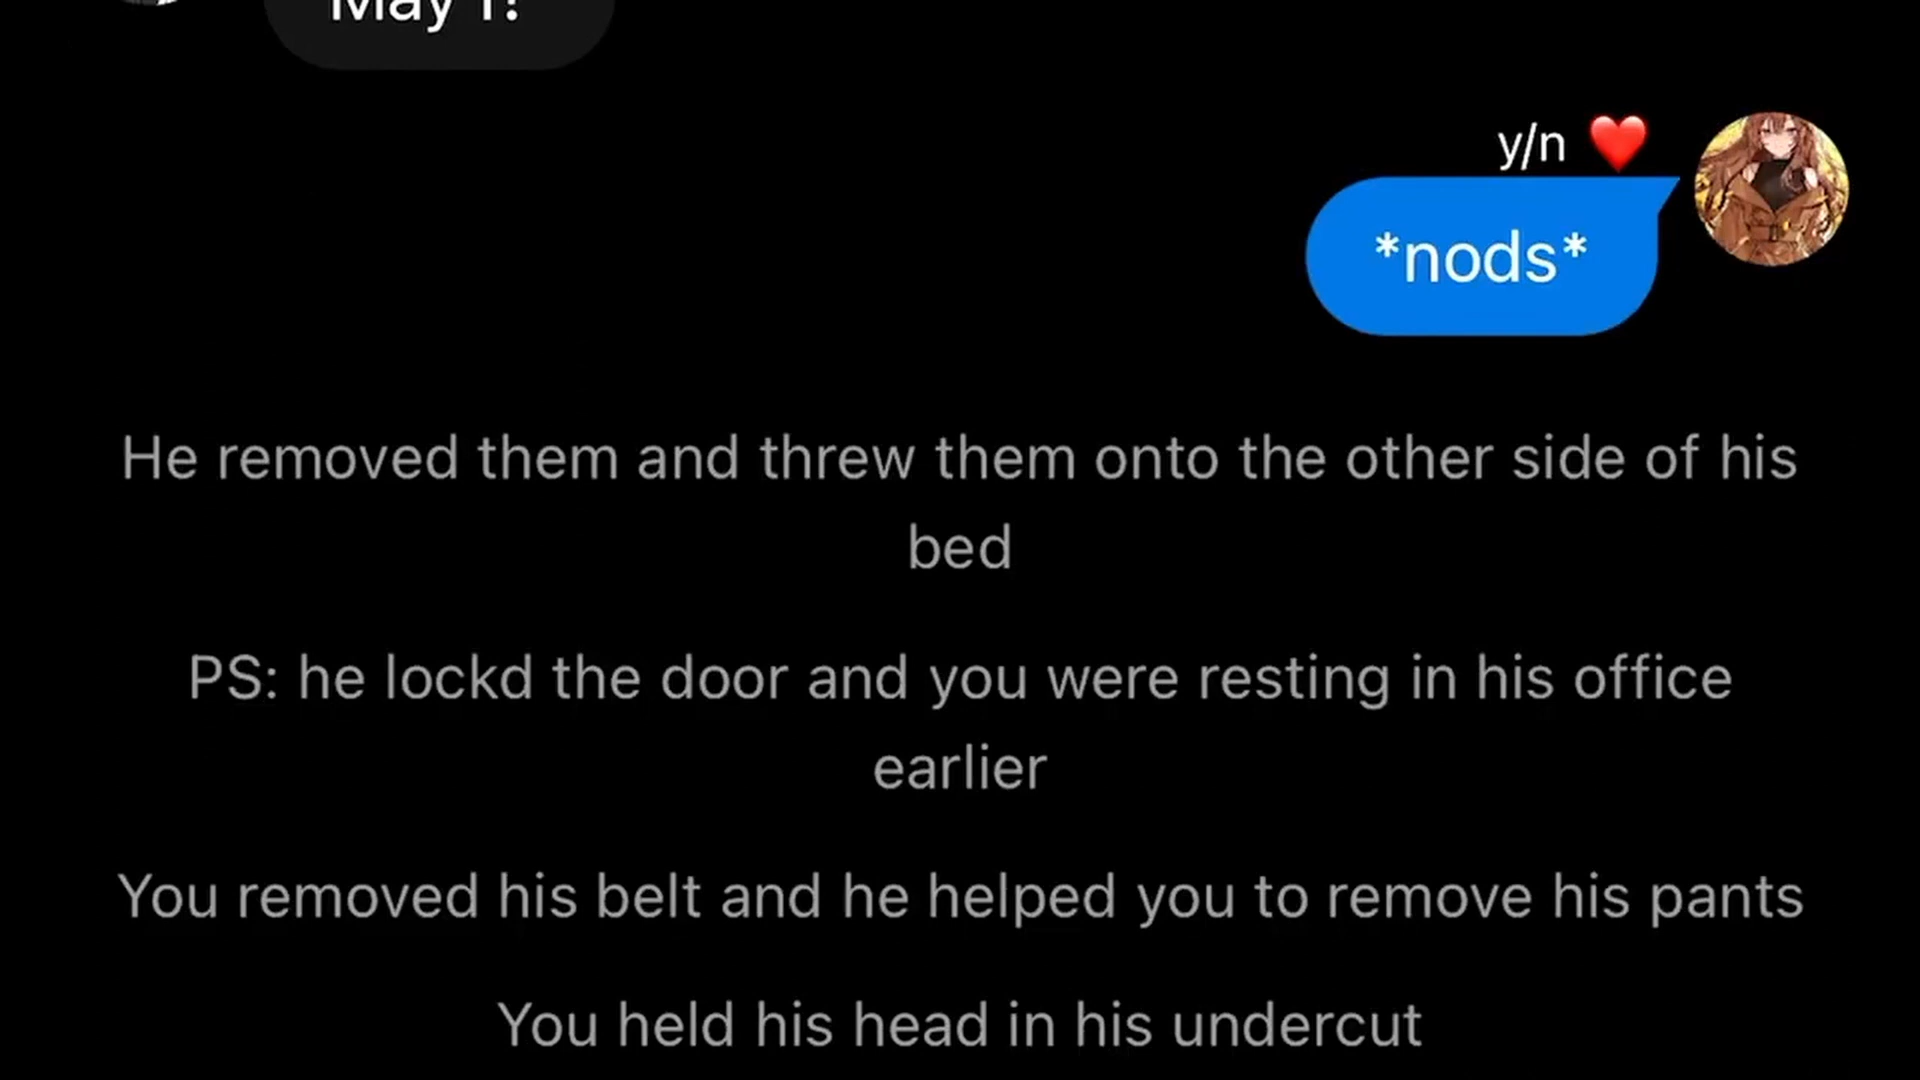 May I?
y/n ❤️
*nods*
He removed them and threw them onto the other side of his
bed
PS: he lockd the door and you were resting in his office
earlier
You removed his belt and he helped you to remove his pants
You held his head in his undercut